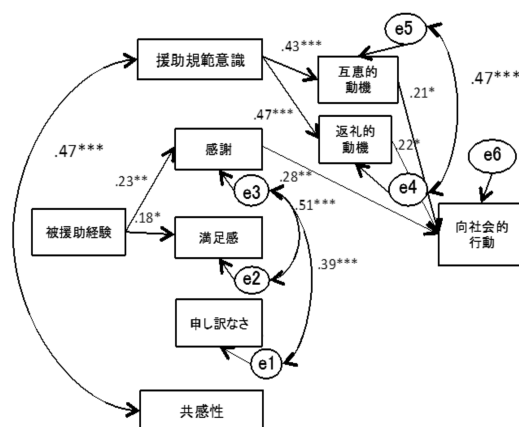 e5
援助規範意識
.43***
互恵的
動機
.21*
.47***
.47***
返礼的
動機
.22*
e6
.47***
感謝
.23**
e3
.28**
e4
.51***
被援助経験
.18*
満足感
向社会的
行動
e2
.39***
申し訳なさ
e1
共感性